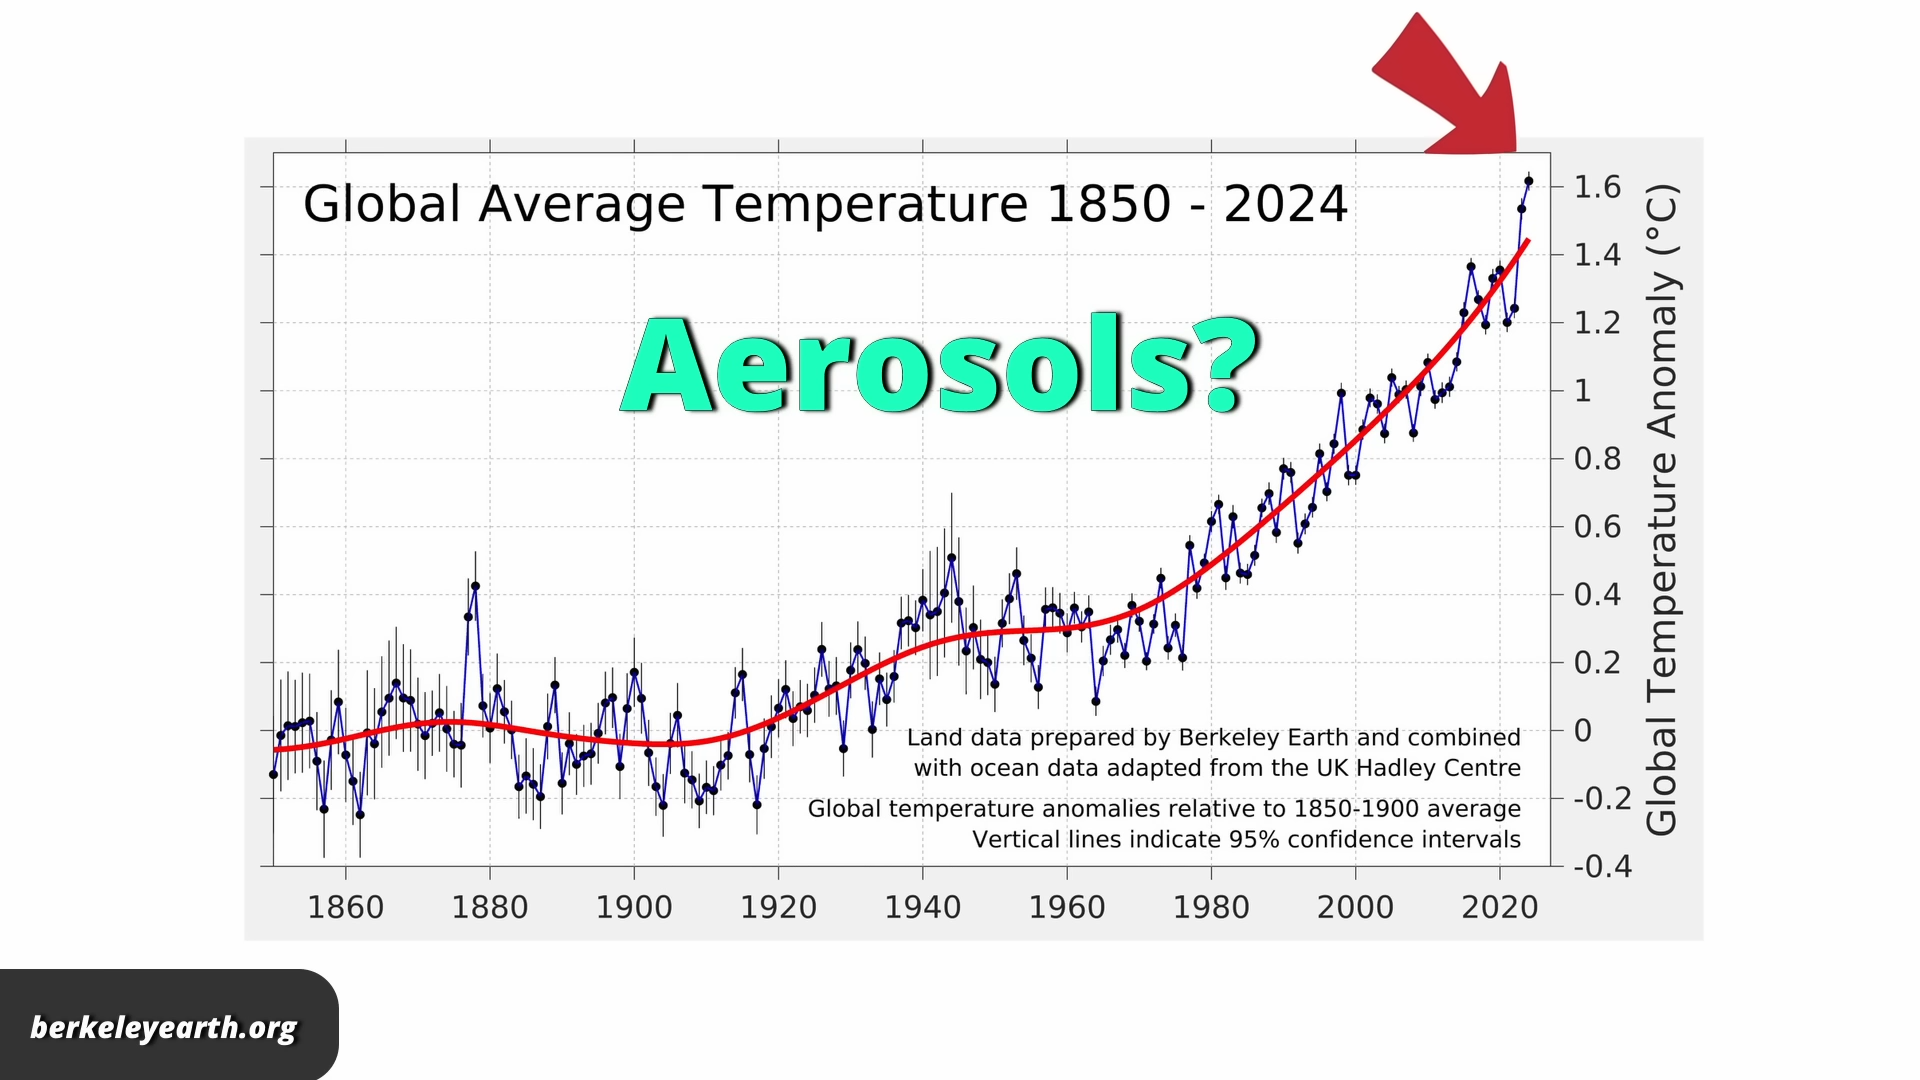 Global Average Temperature 1850 - 2024
Aerosols?
Land data prepared by Berkeley Earth and combined
with ocean data adapted from the UK Hadley Centre
Global temperature anomalies relative to 1850-1900 average
Vertical lines indicate 95% confidence intervals
1.6
1.4
1.2
1
0.8
0.6
0.4
0.2
0
-0.2
-0.4
Global Temperature Anomaly (°C)
1860 1880 1900 1920 1940 1960 1980 2000 2020
berkeleyearth.org